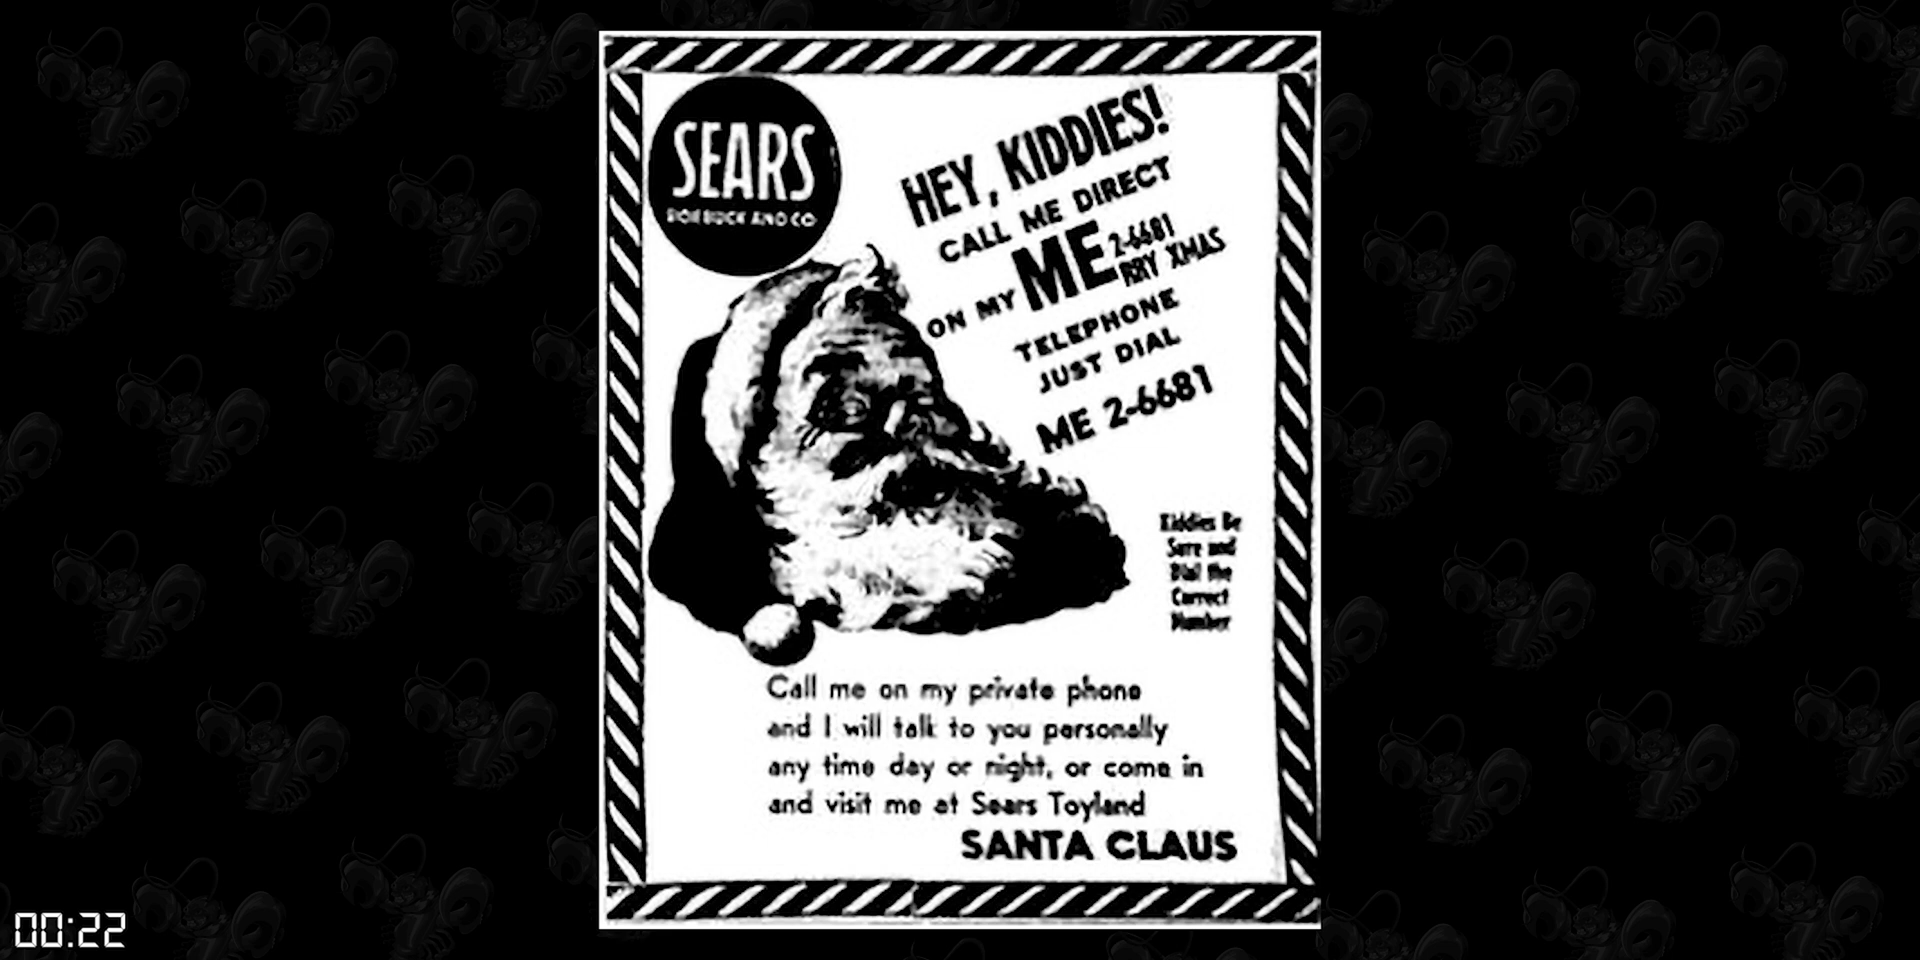 SEARS
ROEBUCK AND CO
HEY, KIDDIES!
CALL ME DIRECT
ON MY ME 2-6681
RRY XMAS
TELEPHONE
JUST DIAL
ME 2-6681
Kiddies Be
Sure and
Dial the
Correct
Number
Call me on my private phone
and I will talk to you personally
any time day or night, or come in
and visit me at Sears Toyland
SANTA CLAUS
00:22